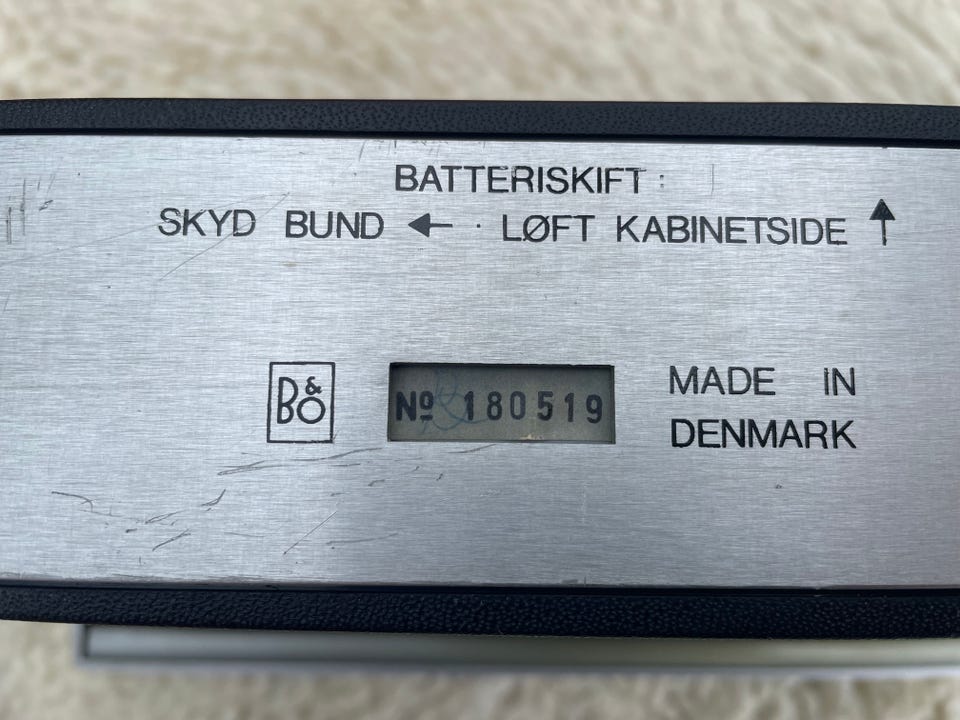 BATTERISKIFT :
SKYD BUND ← · LØFT KABINETSIDE ↑
B&O
Nº 180519
MADE IN
DENMARK